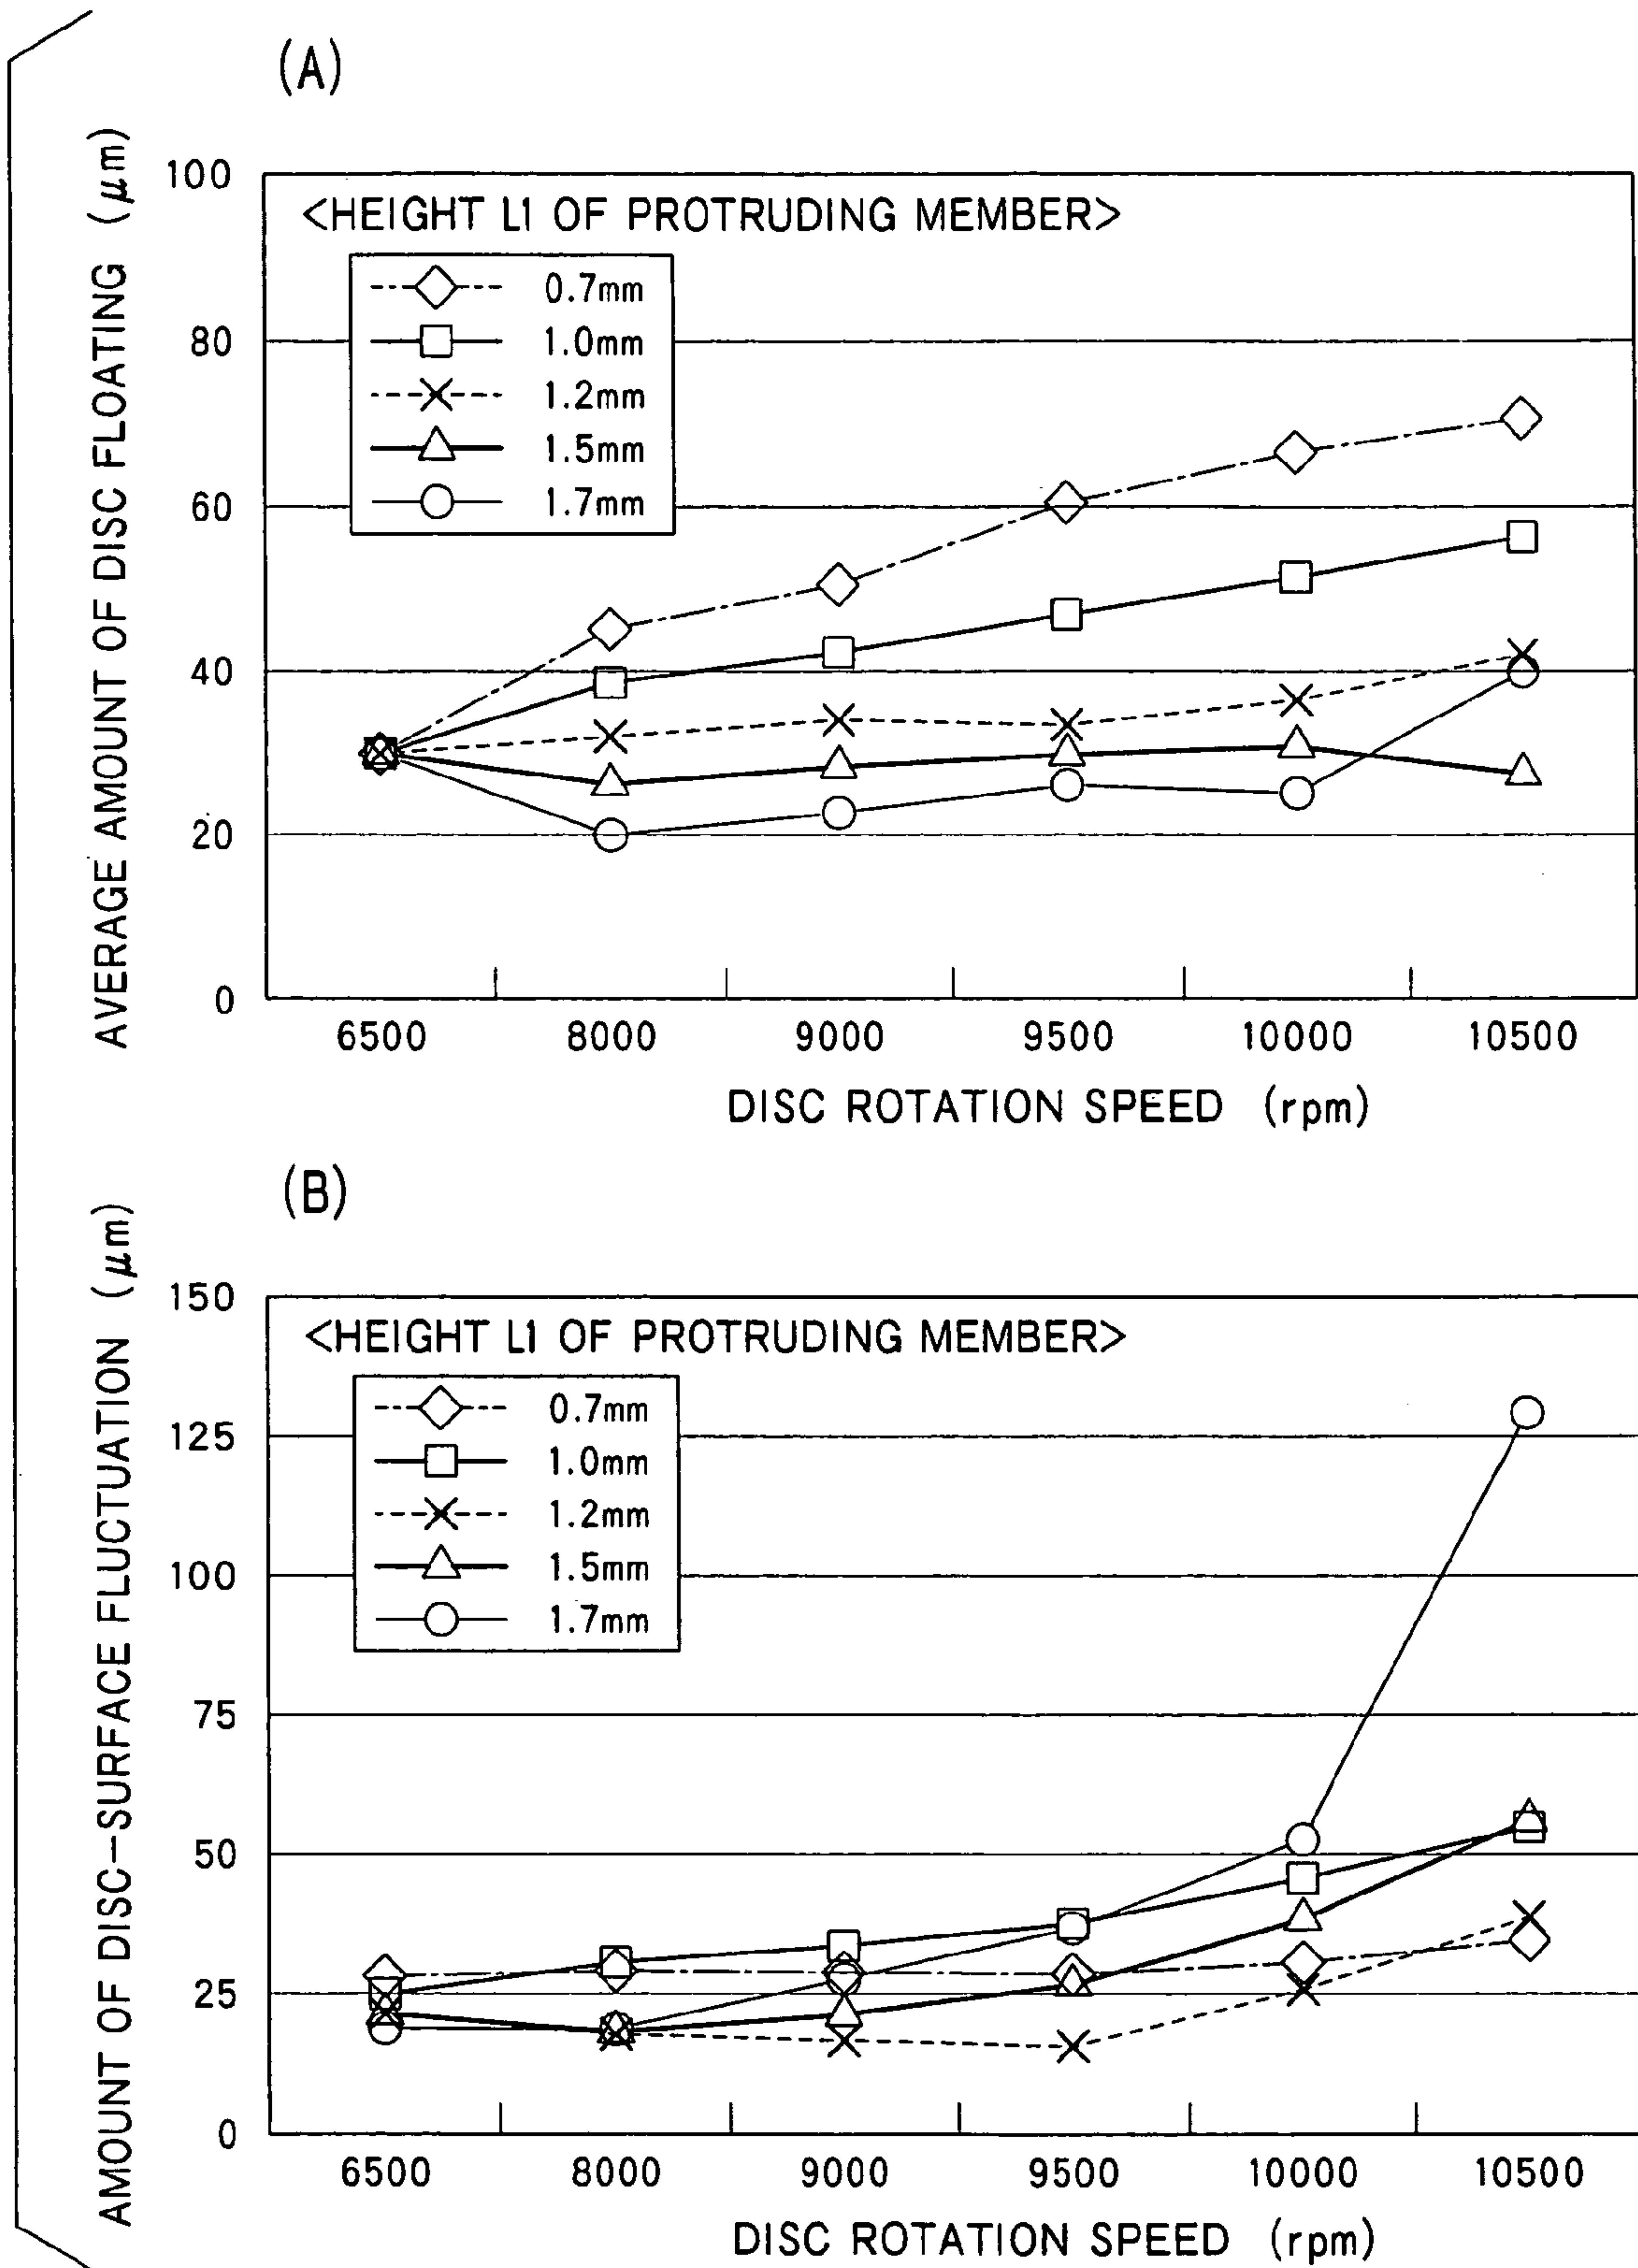 (A)
AVERAGE AMOUNT OF DISC FLOATING (μm)
100
80
60
40
20
0
<HEIGHT L1 OF PROTRUDING MEMBER>
0.7mm
1.0mm
1.2mm
1.5mm
1.7mm
6500 8000 9000 9500 10000 10500
DISC ROTATION SPEED (rpm)
(B)
AMOUNT OF DISC-SURFACE FLUCTUATION (μm)
150
125
100
75
50
25
0
<HEIGHT L1 OF PROTRUDING MEMBER>
0.7mm
1.0mm
1.2mm
1.5mm
1.7mm
6500 8000 9000 9500 10000 10500
DISC ROTATION SPEED (rpm)